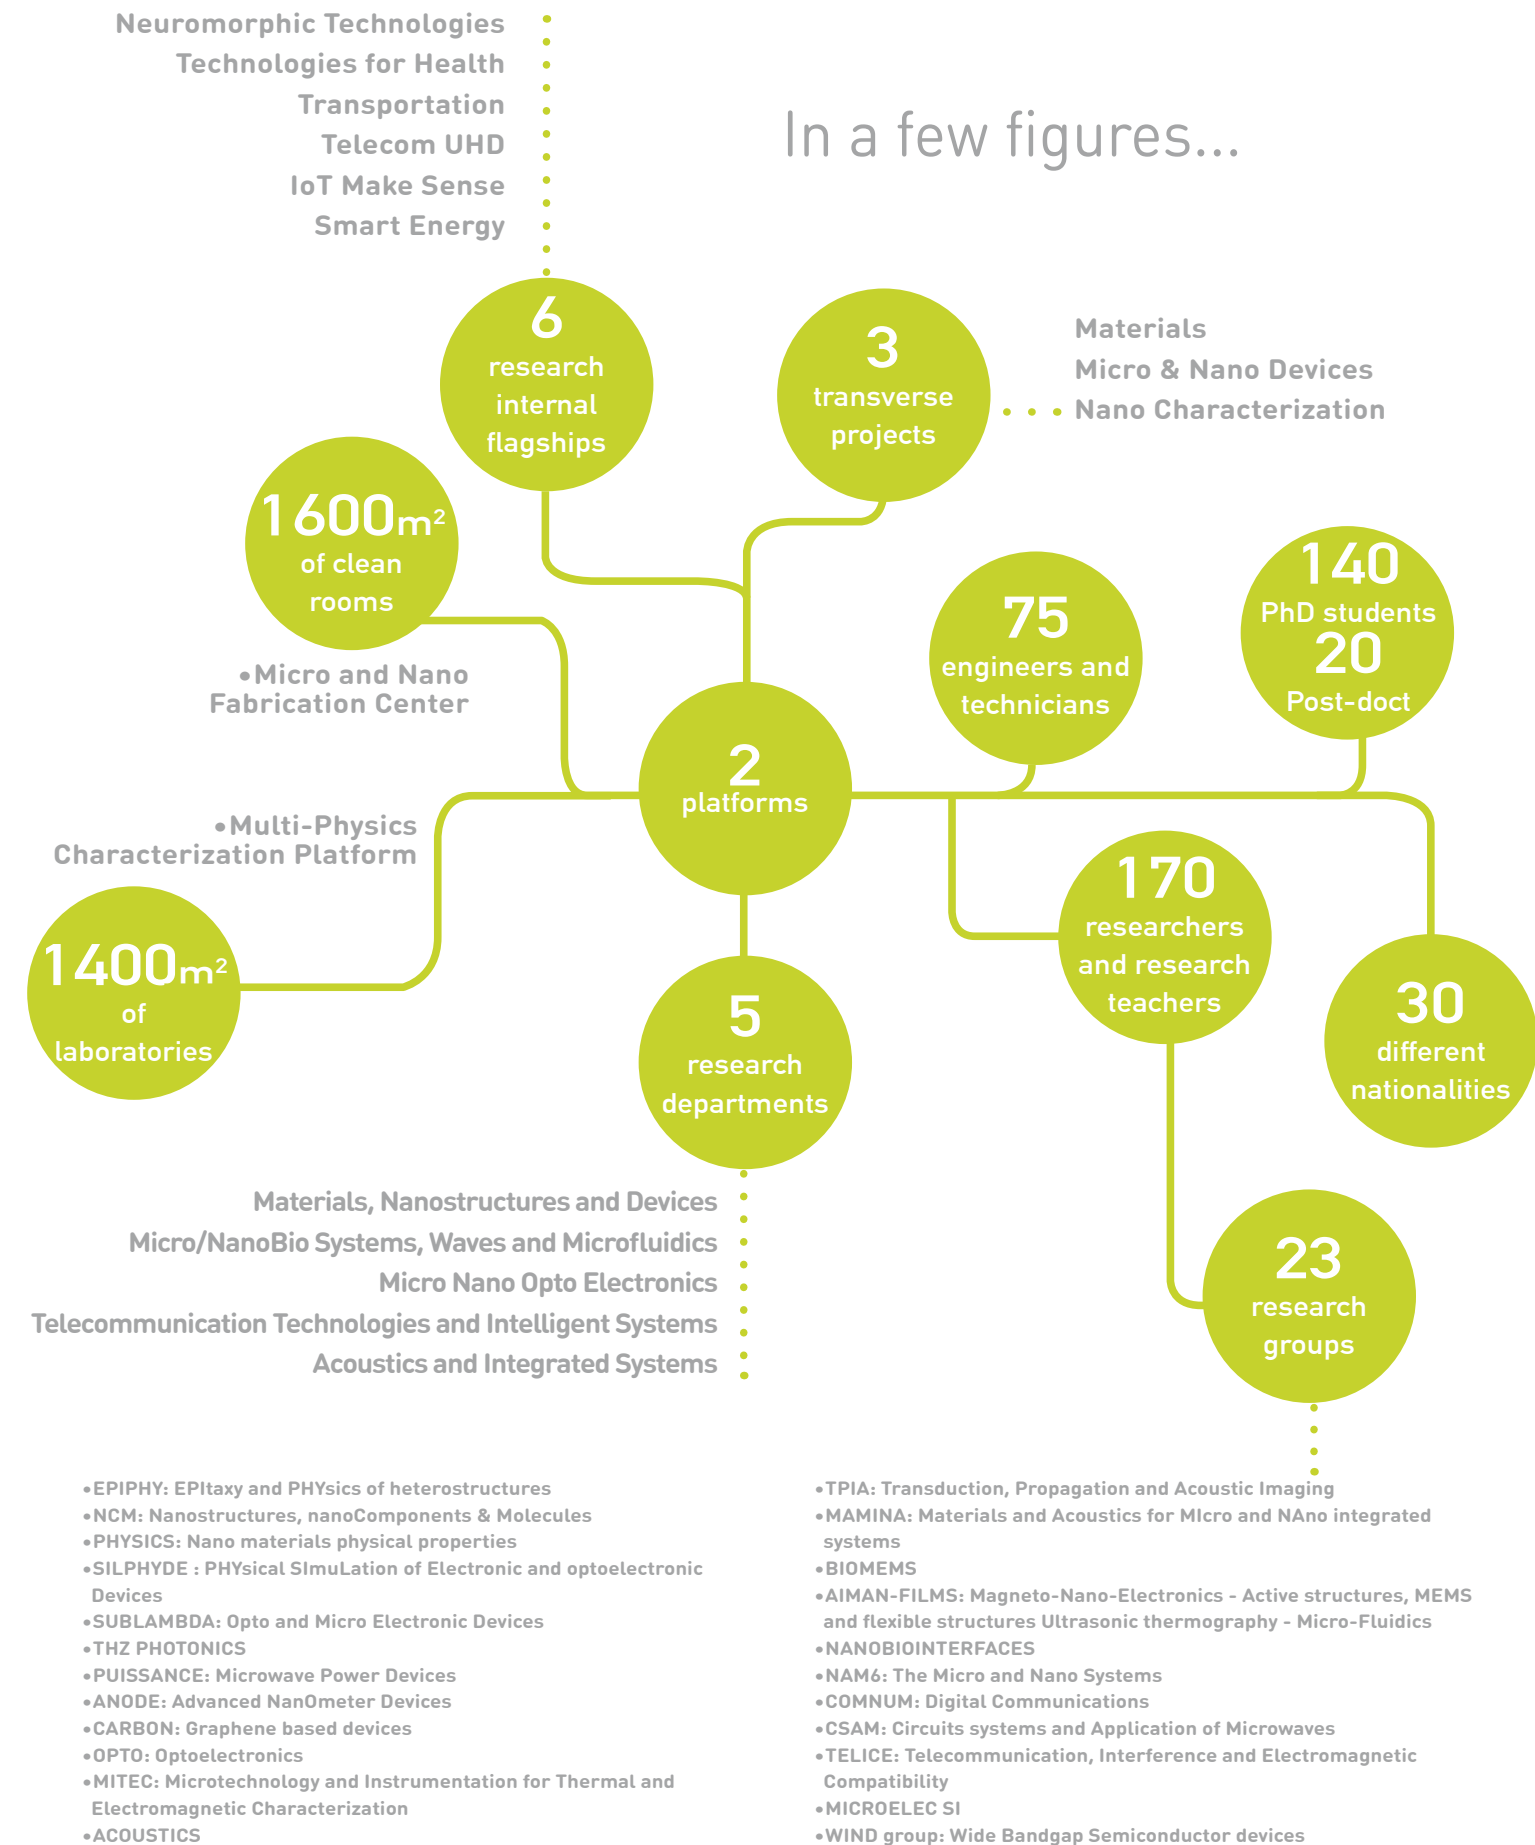 Neuromorphic Technologies
Technologies for Health
Transportation
Telecom UHD
IoT Make Sense
Smart Energy
In a few figures...
6
research
internal
flagships
3
transverse
projects
Materials
Micro & Nano Devices
Nano Characterization
1600m²
of clean
rooms
•Micro and Nano
Fabrication Center
75
engineers and
technicians
140
PhD students
20
Post-doct
2
platforms
•Multi-Physics
Characterization Platform
1400m²
of
laboratories
170
researchers
and research
teachers
30
different
nationalities
5
research
departments
Materials, Nanostructures and Devices
Micro/NanoBio Systems, Waves and Microfluidics
Micro Nano Opto Electronics
Telecommunication Technologies and Intelligent Systems
Acoustics and Integrated Systems
23
research
groups
•EPIPHY: EPItaxy and PHYsics of heterostructures
•NCM: Nanostructures, nanoComponents & Molecules
•PHYSICS: Nano materials physical properties
•SILPHYDE : PHYsical SImuLation of Electronic and optoelectronic
Devices
•SUBLAMBDA: Opto and Micro Electronic Devices
•THZ PHOTONICS
•PUISSANCE: Microwave Power Devices
•ANODE: Advanced NanOmeter Devices
•CARBON: Graphene based devices
•OPTO: Optoelectronics
•MITEC: Microtechnology and Instrumentation for Thermal and
Electromagnetic Characterization
•ACOUSTICS
•TPIA: Transduction, Propagation and Acoustic Imaging
•MAMINA: Materials and Acoustics for MIcro and NAno integrated
systems
•BIOMEMS
•AIMAN-FILMS: Magneto-Nano-Electronics - Active structures, MEMS
and flexible structures Ultrasonic thermography - Micro-Fluidics
•NANOBIOINTERFACES
•NAM6: The Micro and Nano Systems
•COMNUM: Digital Communications
•CSAM: Circuits systems and Application of Microwaves
•TELICE: Telecommunication, Interference and Electromagnetic
Compatibility
•MICROELEC SI
•WIND group: Wide Bandgap Semiconductor devices